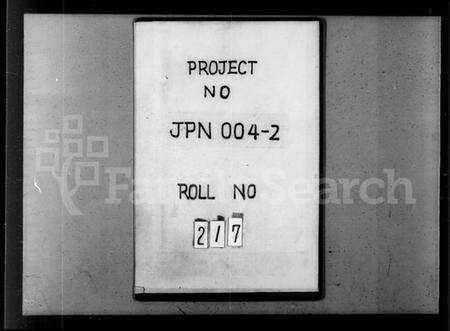 PROJECT
NO
JPN 004-2
ROLL NO
217
FamilySearch